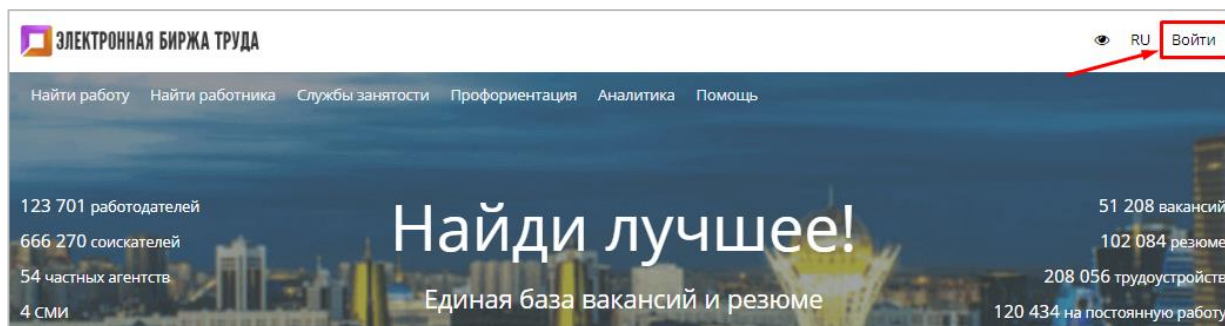 ЭЛЕКТРОННАЯ БИРЖА ТРУДА
RU Войти
Найти работу Найти работника Службы занятости Профориентация Аналитика Помощь
123 701 работодателей
666 270 соискателей
54 частных агентств
4 СМИ
Найди лучшее!
Единая база вакансий и резюме
51 208 вакансий
102 084 резюме
208 056 трудоустройств
120 434 на постоянную работу